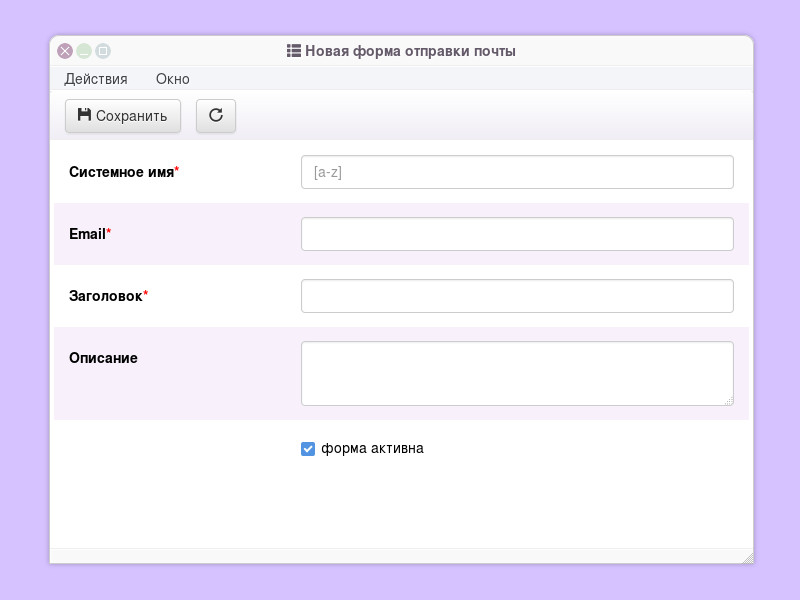 Новая форма отправки почты
Действия Окно
Сохранить
Системное имя* [a-z]
Email*
Заголовок*
Описание
форма активна